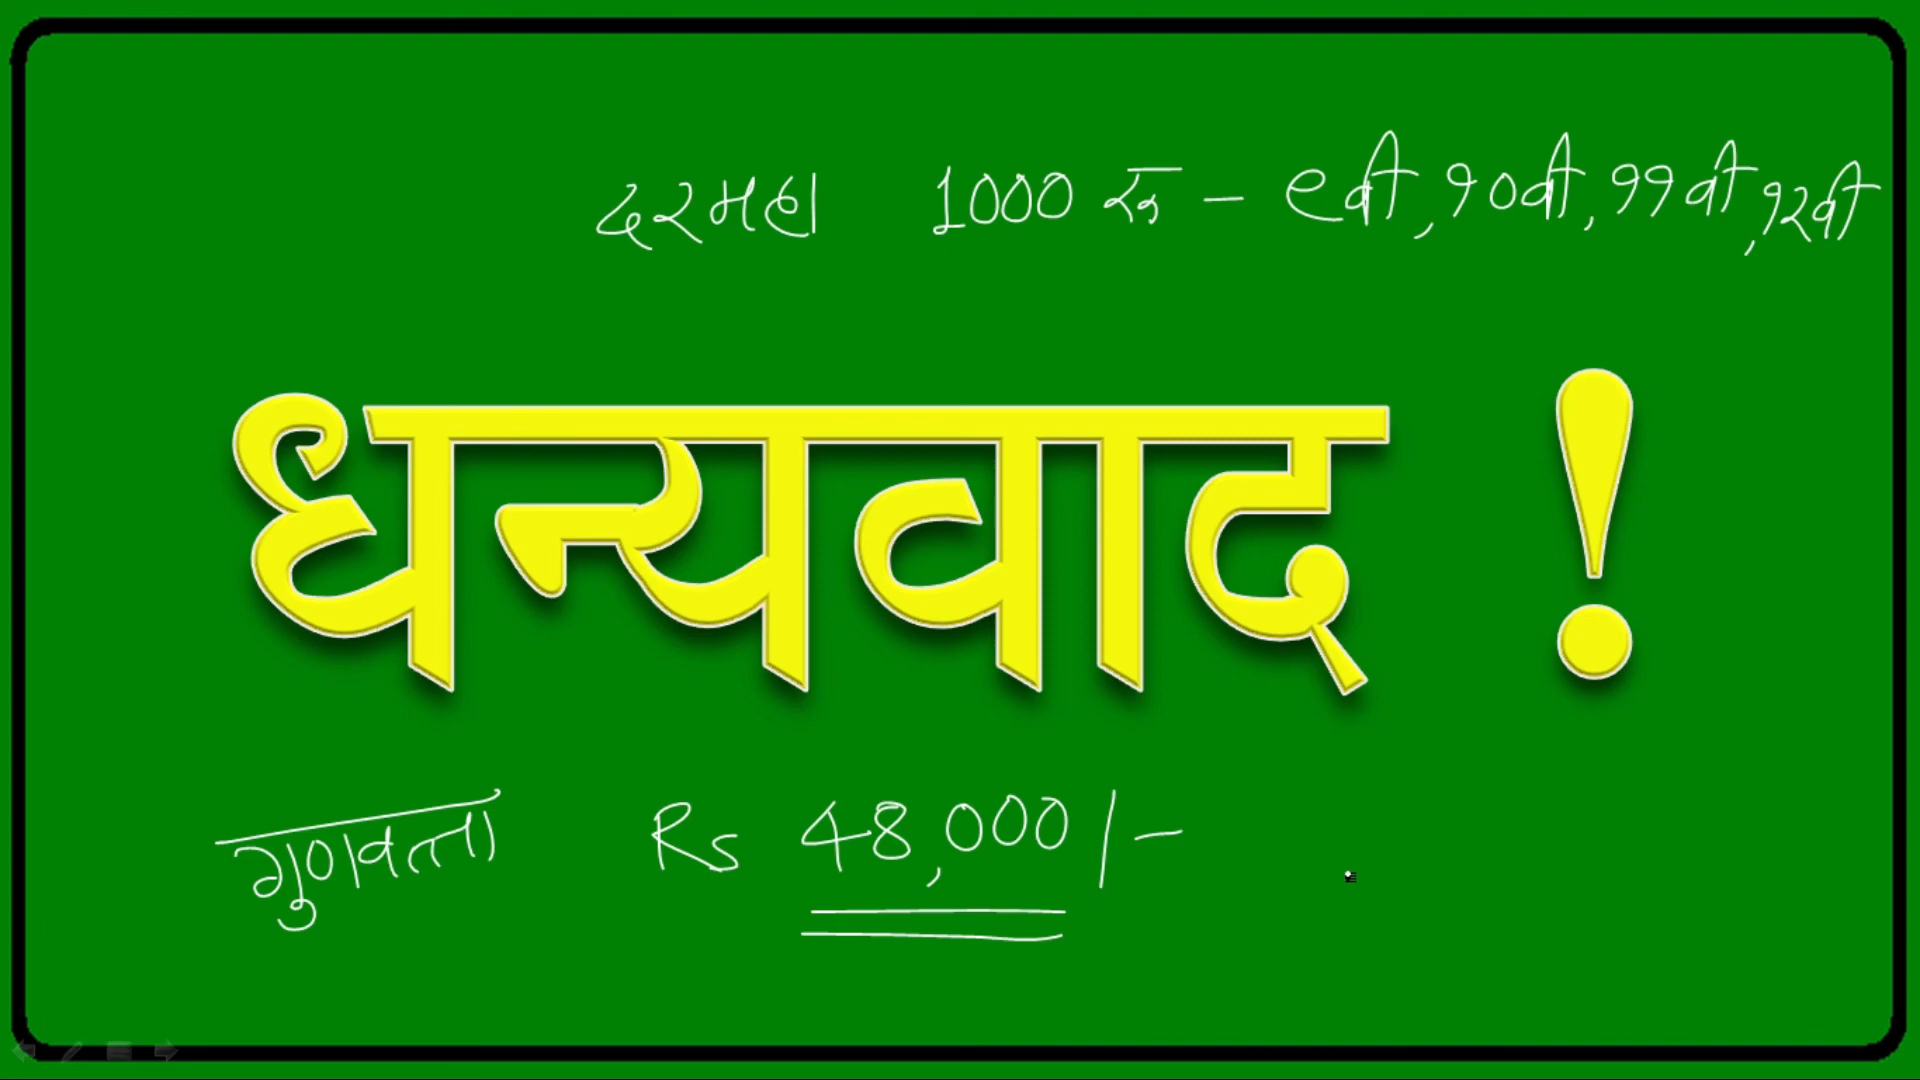 दरमहा 1000 रु - ९वी, १०वी, ११वी, १२वी
धन्यवाद !
गुणवत्ता Rs 48,000/-